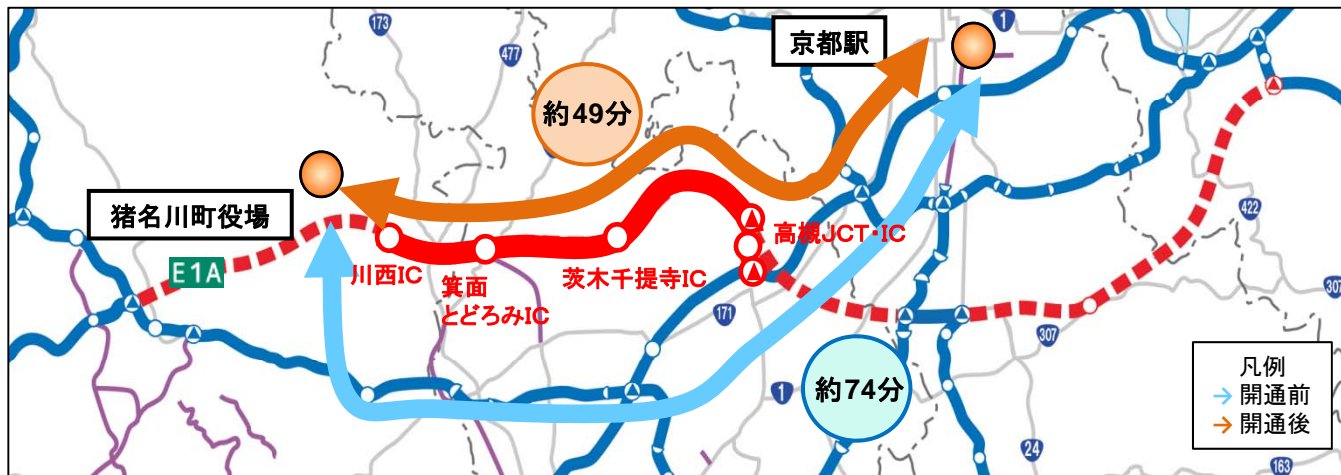 173
477
1
京都駅
約49分
猪名川町役場
E1A
川西IC
箕面
とどろみIC
茨木千提寺IC
高槻JCT・IC
422
307
171
307
約74分
1
24
163
凡例
→開通前
→開通後